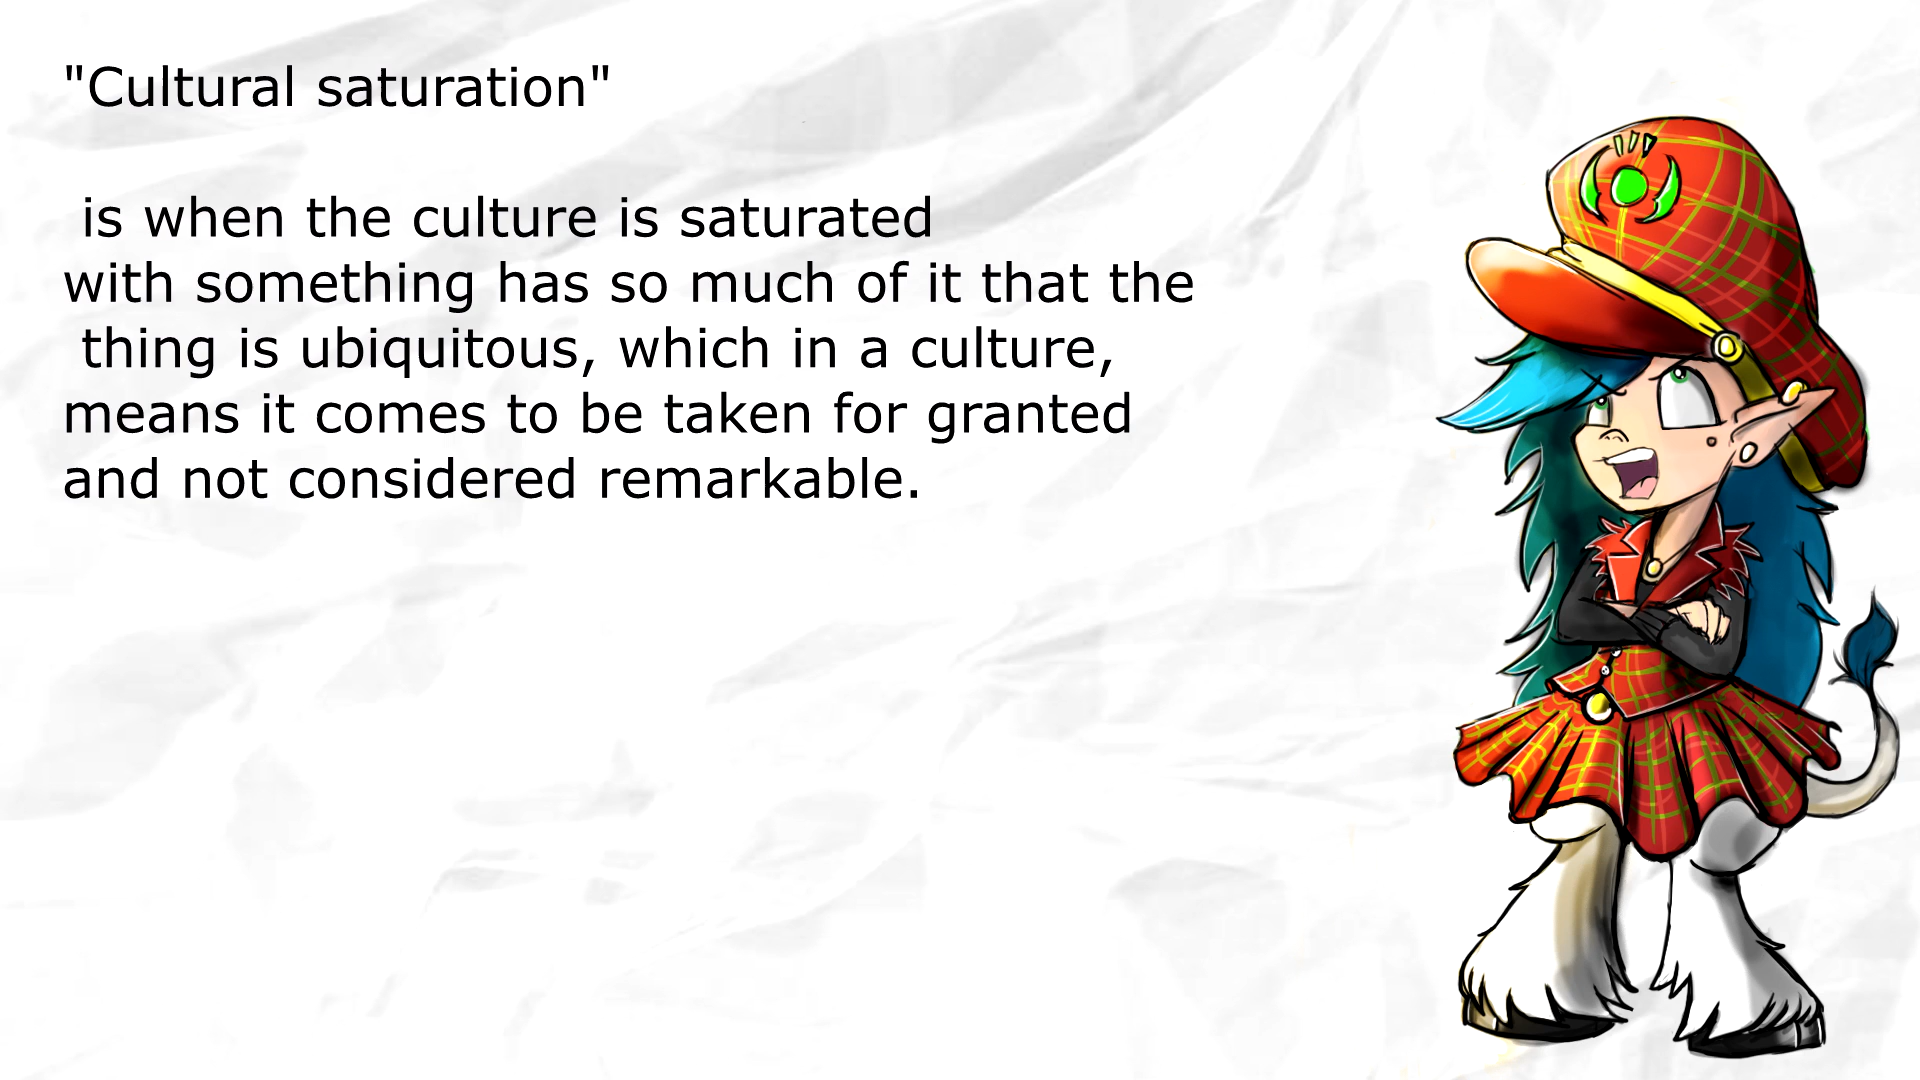 "Cultural saturation"
is when the culture is saturated
with something has so much of it that the
thing is ubiquitous, which in a culture,
means it comes to be taken for granted
and not considered remarkable.